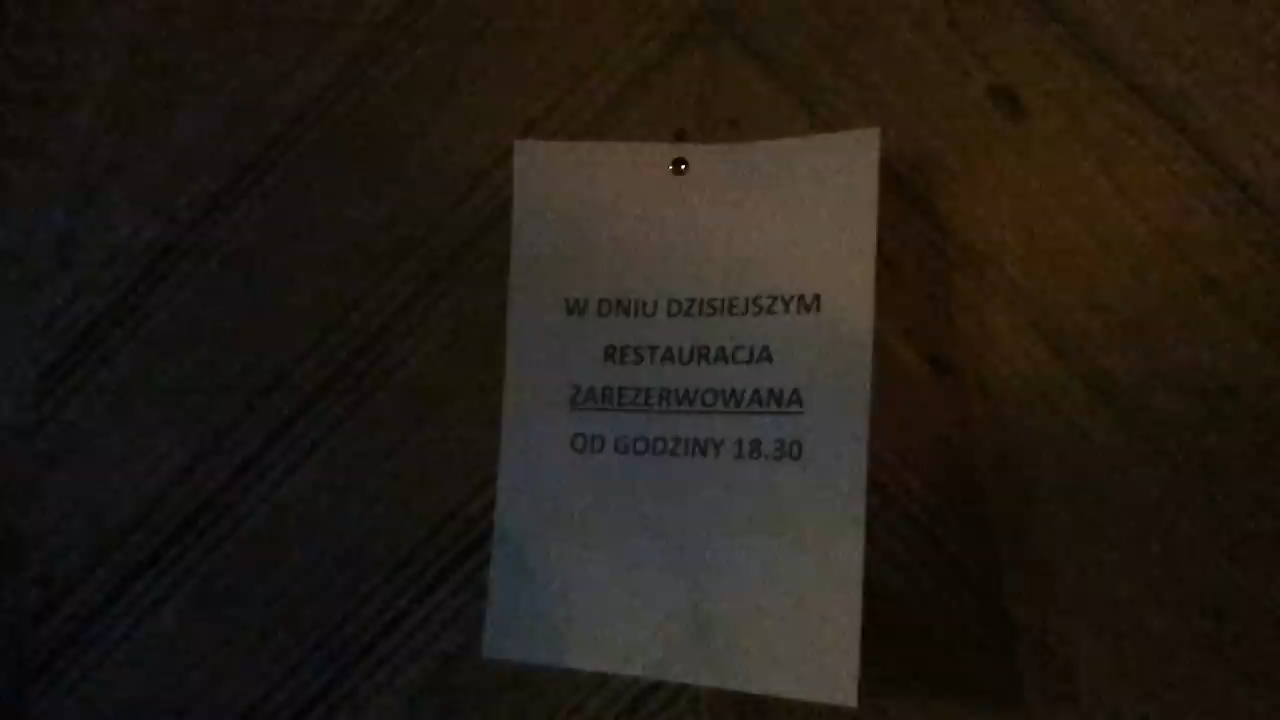 W DNIU DZISIEJSZYM
RESTAURACJA
ZAREZERWOWANA
OD GODZINY 18.30